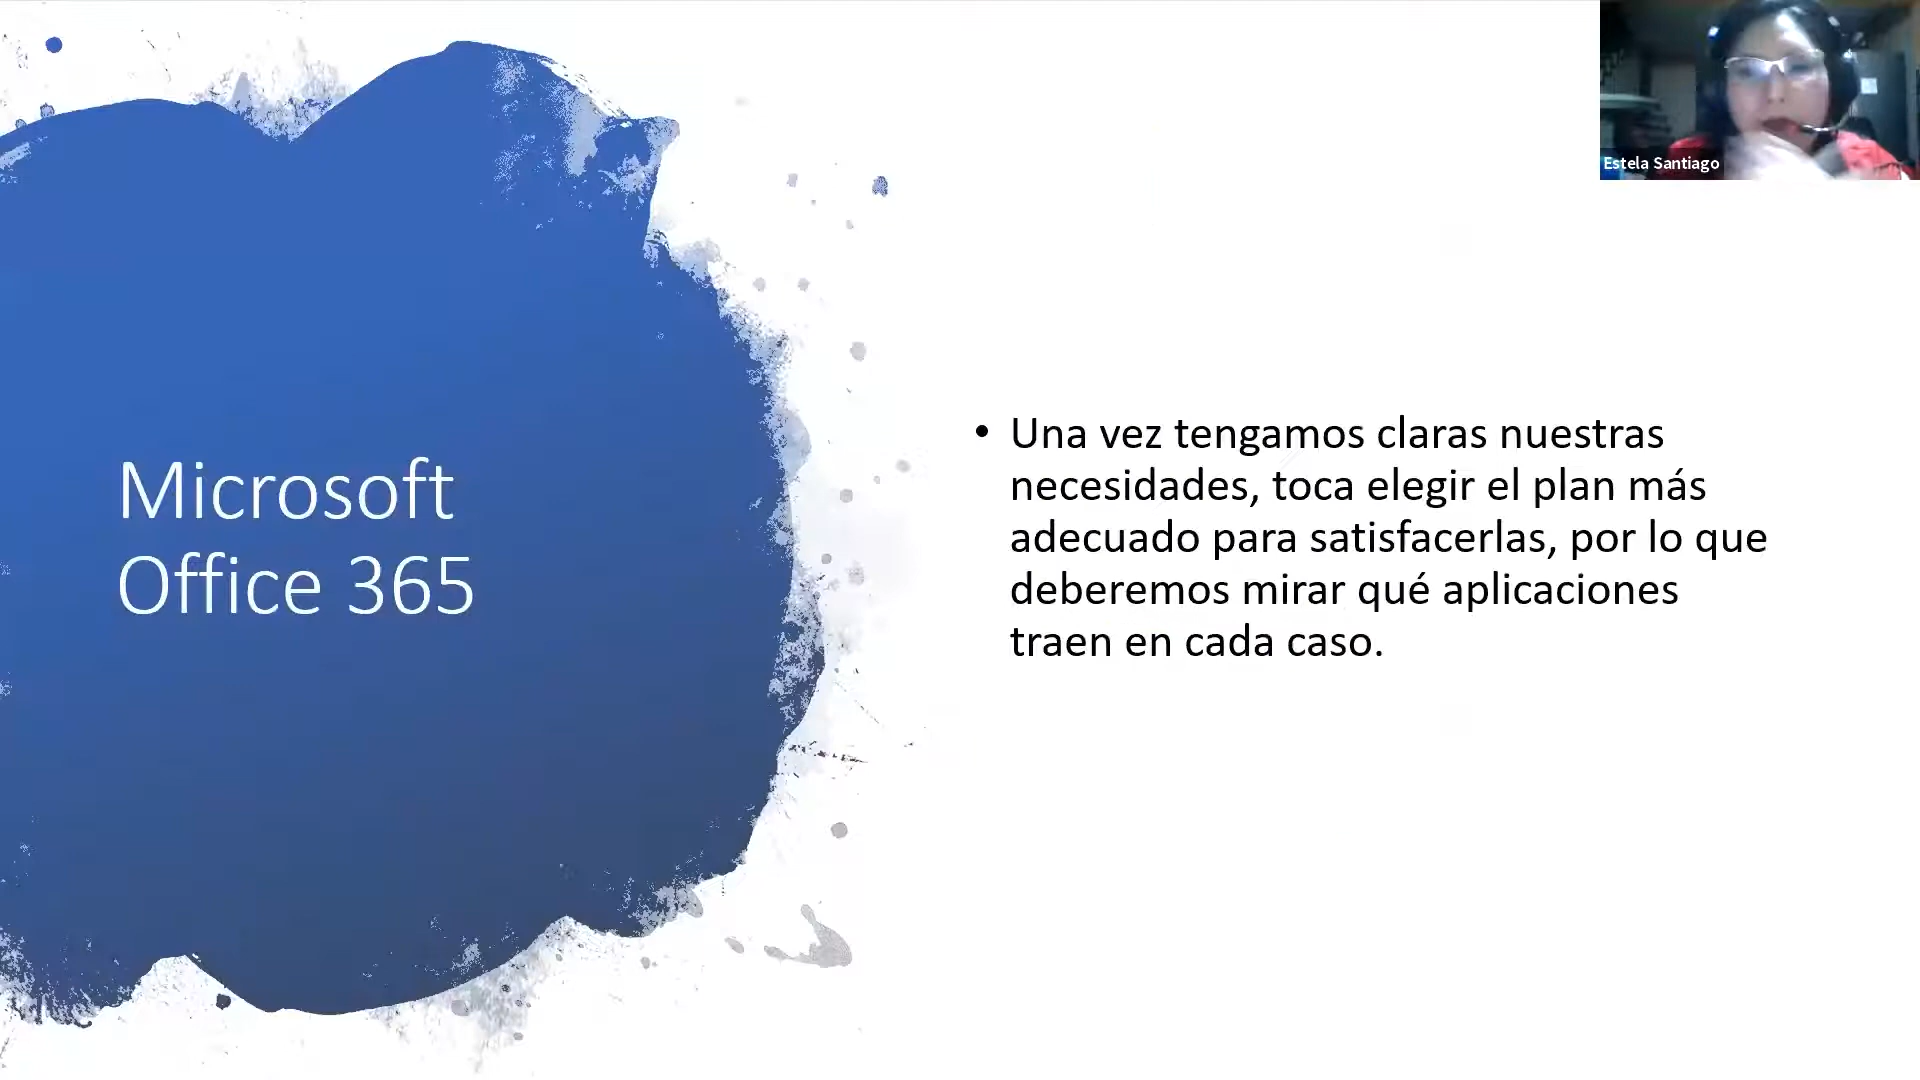 Estela Santiago
Microsoft
Office 365
• Una vez tengamos claras nuestras
necesidades, toca elegir el plan más
adecuado para satisfacerlas, por lo que
deberemos mirar qué aplicaciones
traen en cada caso.